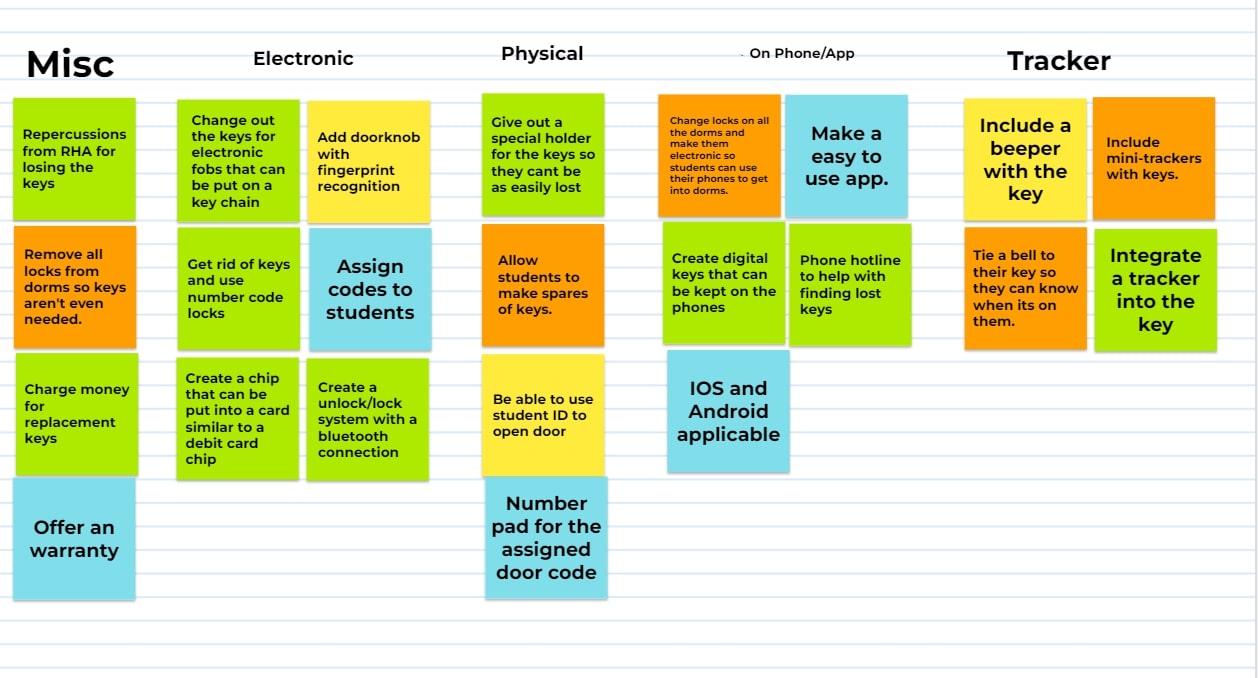 Misc
Electronic
Physical
On Phone/App
Tracker
Repercussions
from RHA for
losing the
keys
Remove all
locks from
dorms so keys
aren't even
needed.
Charge money
for
replacement
keys
Offer an
warranty
Change out
the keys for
electronic
fobs that can
be put on a
key chain
Add doorknob
with
fingerprint
recognition
Get rid of keys
and use
number code
locks
Assign
codes to
students
Create a chip
that can be
put into a card
similar to a
debit card
chip
Create a
unlock/lock
system with a
bluetooth
connection
Give out a
special holder
for the keys so
they cant be
as easily lost
Allow
students to
make spares
of keys.
Be able to use
student ID to
open door
Number
pad for the
assigned
door code
Change locks on all
the dorms and
make them
electronic so
students can use
their phones to get
into dorms.
Make a
easy to
use app.
Create digital
keys that can
be kept on the
phones
Phone hotline
to help with
finding lost
keys
IOS and
Android
applicable
Include a
beeper
with the
key
Include
mini-trackers
with keys.
Tie a bell to
their key so
they can know
when its on
them.
Integrate
a tracker
into the
key